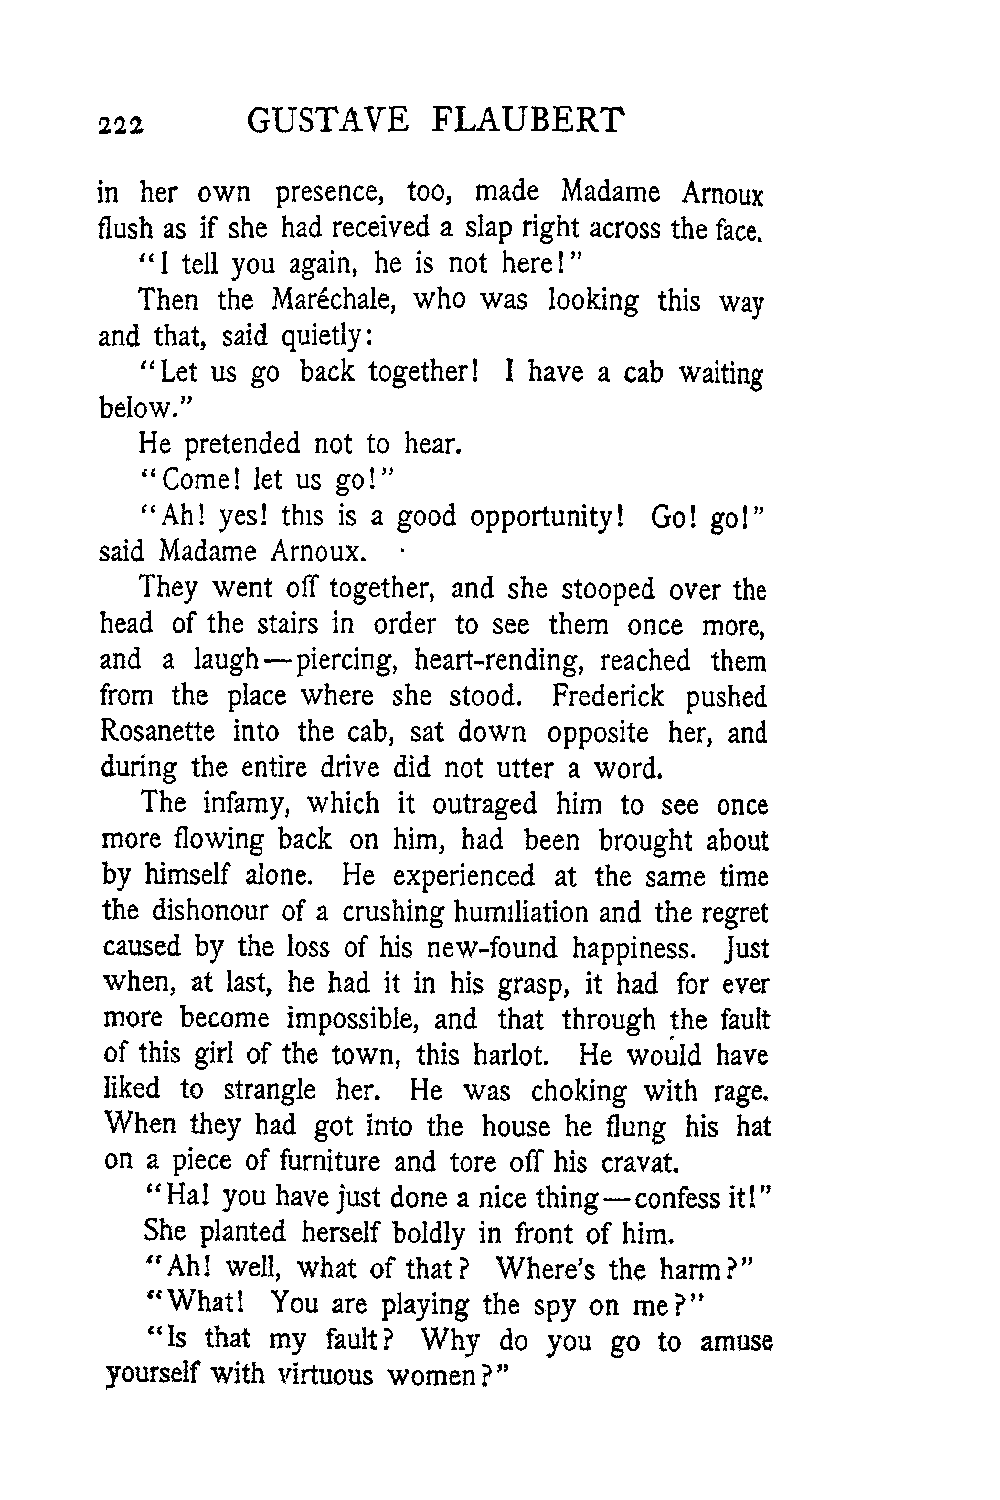 222 GUSTAVE FLAUBERT
in her own presence, too, made Madame Arnoux
flush as if she had received a slap right across the face.
“I tell you again, he is not here!”
Then the Maréchale, who was looking this way
and that, said quietly:
“Let us go back together! I have a cab waiting
below.”
He pretended not to hear.
“Come! let us go!”
“Ah! yes! this is a good opportunity! Go! go!”
said Madame Arnoux.
They went off together, and she stooped over the
head of the stairs in order to see them once more,
and a laugh—piercing, heart-rending, reached them
from the place where she stood. Frederick pushed
Rosanette into the cab, sat down opposite her, and
during the entire drive did not utter a word.
The infamy, which it outraged him to see once
more flowing back on him, had been brought about
by himself alone. He experienced at the same time
the dishonour of a crushing humiliation and the regret
caused by the loss of his new-found happiness. Just
when, at last, he had it in his grasp, it had for ever
more become impossible, and that through the fault
of this girl of the town, this harlot. He would have
liked to strangle her. He was choking with rage.
When they had got into the house he flung his hat
on a piece of furniture and tore off his cravat.
“Ha! you have just done a nice thing—confess it!”
She planted herself boldly in front of him.
“Ah! well, what of that? Where's the harm?”
“What! You are playing the spy on me?”
“Is that my fault? Why do you go to amuse
yourself with virtuous women?”